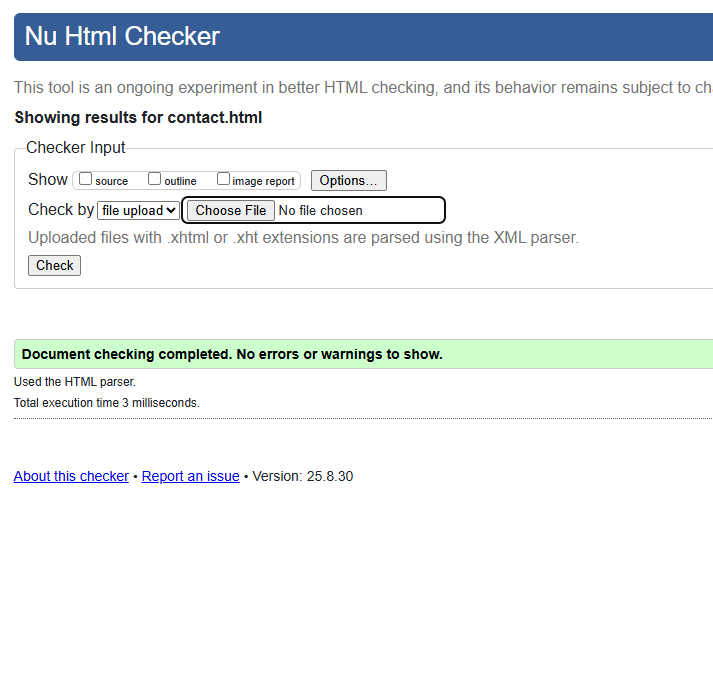 Nu Html Checker
This tool is an ongoing experiment in better HTML checking, and its behavior remains subject to
Showing results for contact.html
Checker Input
Show source outline image report Options...
Check by file upload Choose File No file chosen
Uploaded files with .xhtml or .xht extensions are parsed using the XML parser.
Check
Document checking completed. No errors or warnings to show.
Used the HTML parser.
Total execution time 3 milliseconds.
About this checker • Report an issue • Version: 25.8.30